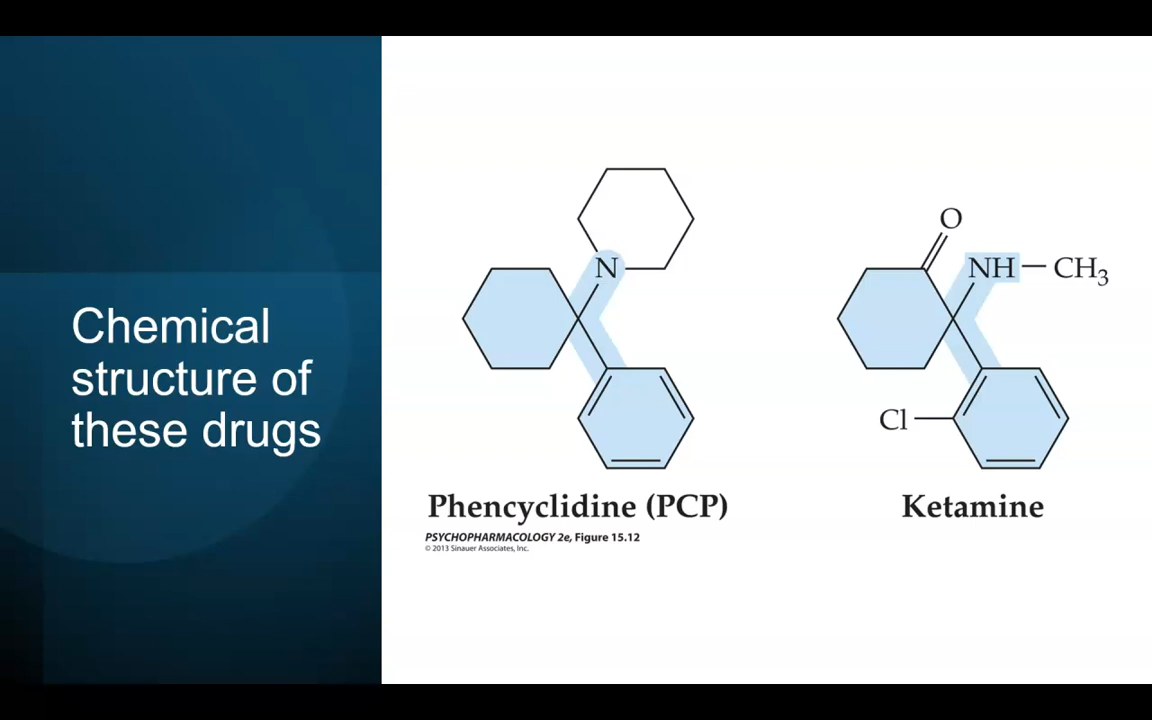 Chemical
structure of
these drugs
N
Phencyclidine (PCP)
PSYCHOPHARMACOLOGY 2e, Figure 15.12
© 2013 Sinauer Associates, Inc.
O
NH — CH₃
Cl
Ketamine